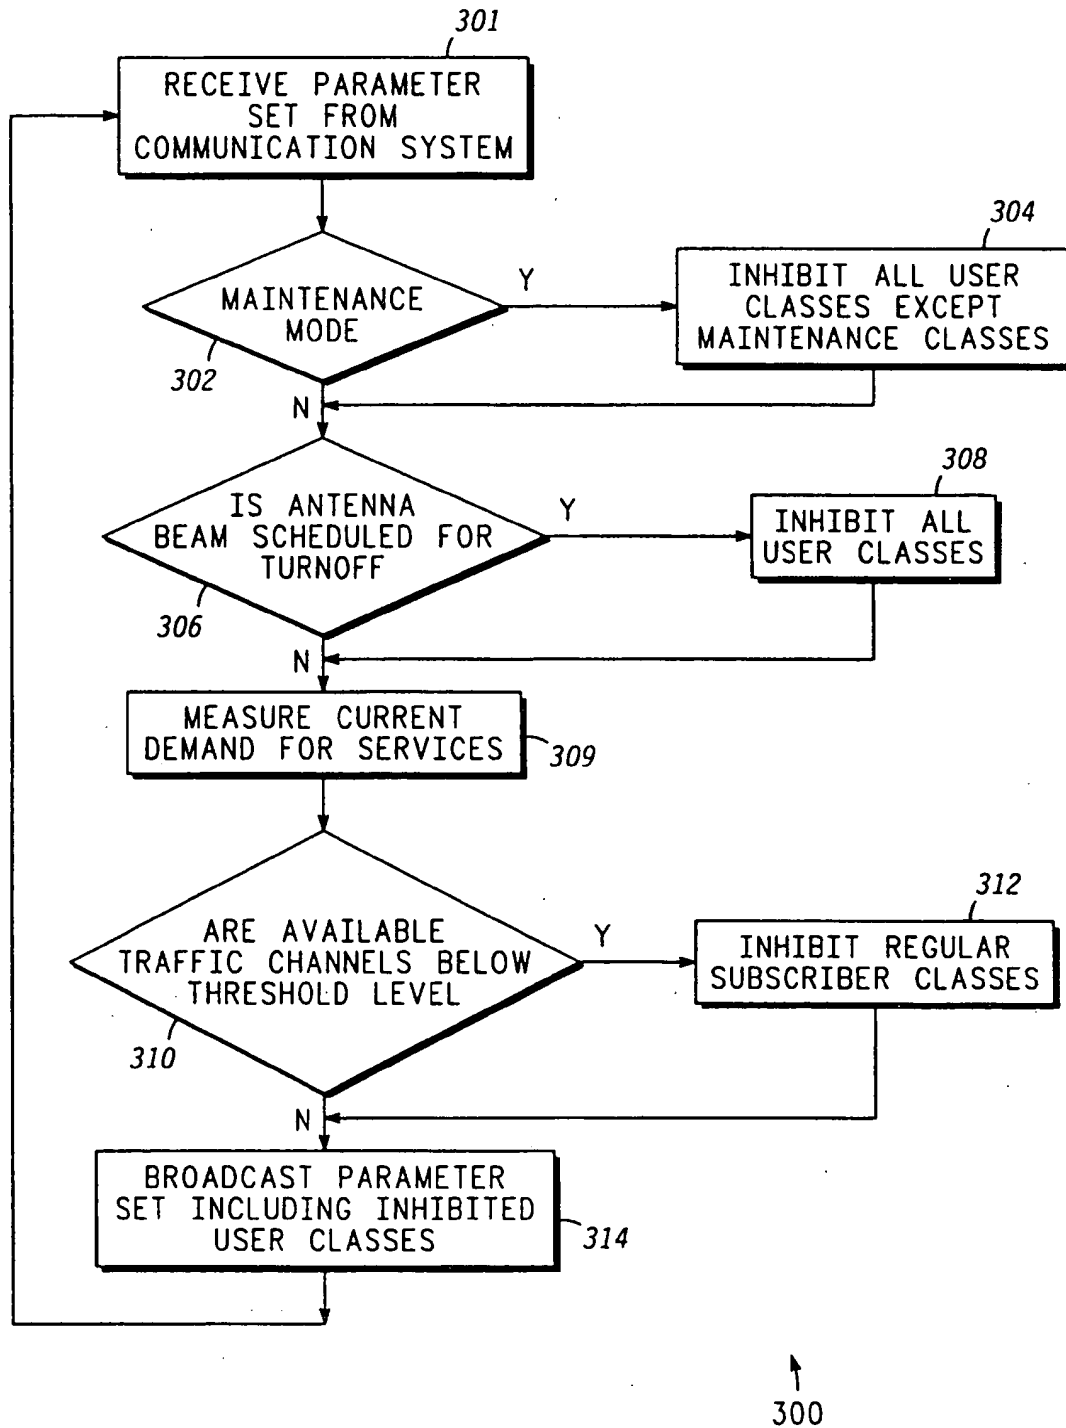 301
RECEIVE PARAMETER
SET FROM
COMMUNICATION SYSTEM
304
MAINTENANCE
MODE
Y
INHIBIT ALL USER
CLASSES EXCEPT
MAINTENANCE CLASSES
302
N
308
IS ANTENNA
BEAM SCHEDULED FOR
TURNOFF
Y
INHIBIT ALL
USER CLASSES
306
N
MEASURE CURRENT
DEMAND FOR SERVICES
309
312
ARE AVAILABLE
TRAFFIC CHANNELS BELOW
THRESHOLD LEVEL
Y
INHIBIT REGULAR
SUBSCRIBER CLASSES
310
N
BROADCAST PARAMETER
SET INCLUDING INHIBITED
USER CLASSES
314
300